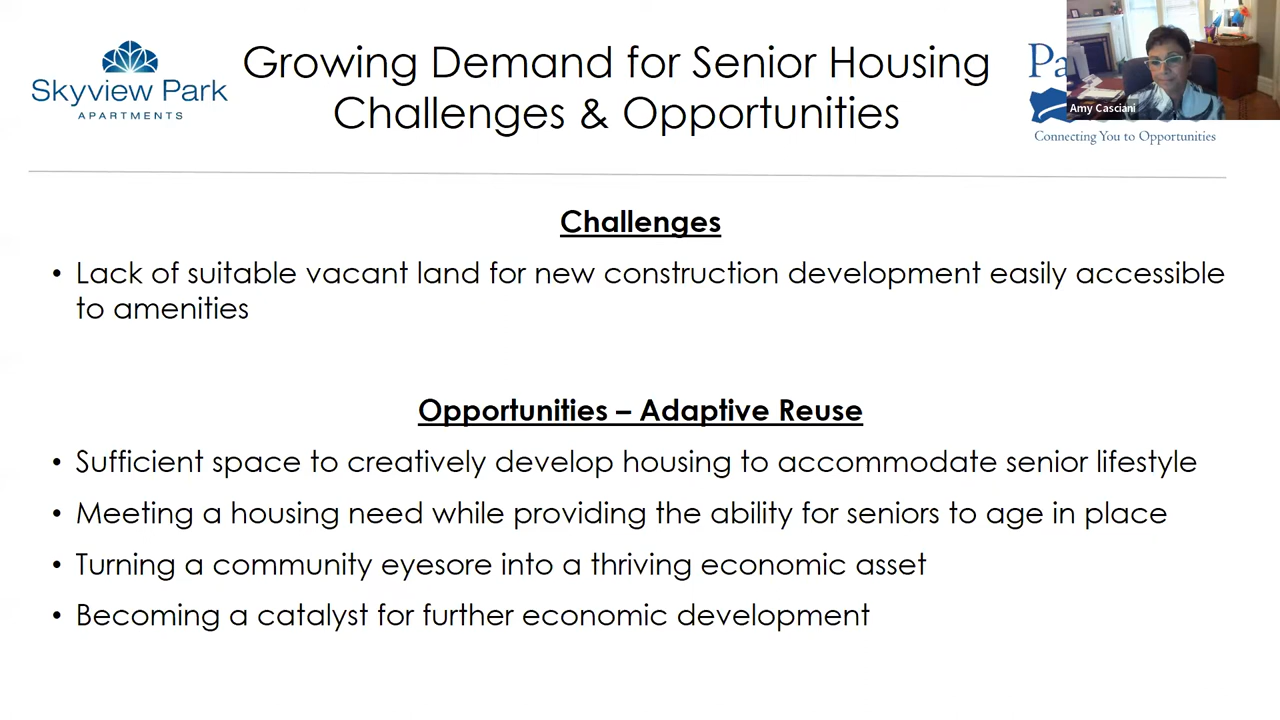 Skyview Park
APARTMENTS
Growing Demand for Senior Housing
Challenges & Opportunities
Pa
Amy Casciani
Connecting You to Opportunities
Challenges
• Lack of suitable vacant land for new construction development easily accessible
to amenities
Opportunities – Adaptive Reuse
• Sufficient space to creatively develop housing to accommodate senior lifestyle
• Meeting a housing need while providing the ability for seniors to age in place
• Turning a community eyesore into a thriving economic asset
• Becoming a catalyst for further economic development